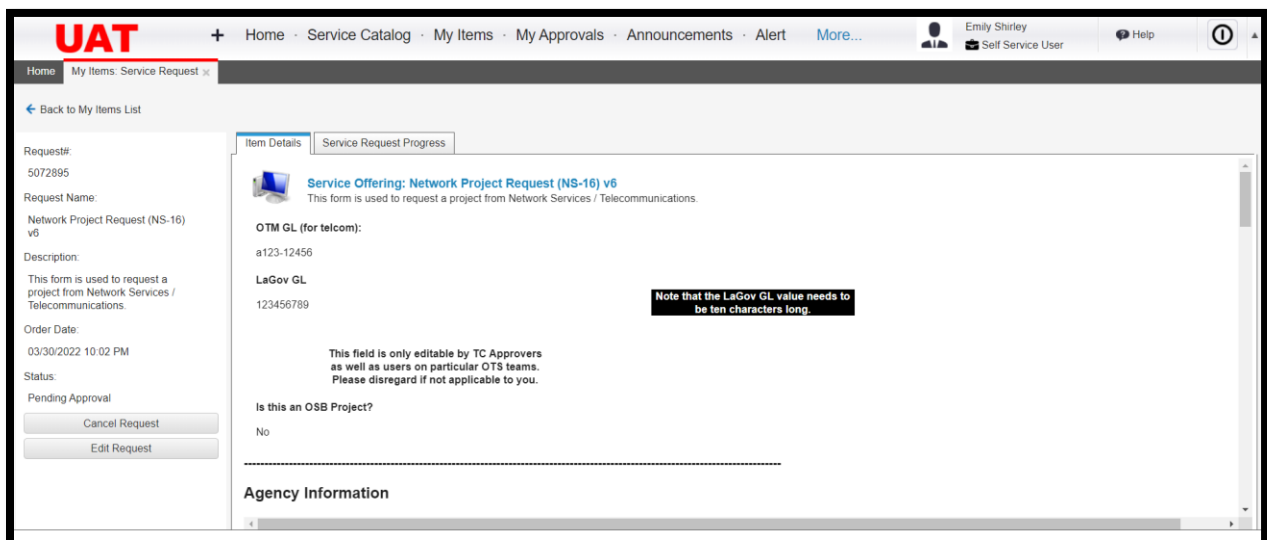 UAT
+ Home · Service Catalog · My Items · My Approvals · Announcements · Alert More...
Emily Shirley
Self Service User
Help
Home My Items: Service Request ×
Back to My Items List
Request#:
5072895
Request Name:
Network Project Request (NS-16)
v6
Description:
This form is used to request a
project from Network Services /
Telecommunications.
Order Date:
03/30/2022 10:02 PM
Status:
Pending Approval
Cancel Request
Edit Request
Item Details Service Request Progress
Service Offering: Network Project Request (NS-16) v6
This form is used to request a project from Network Services / Telecommunications.
OTM GL (for telcom):
a123-12456
LaGov GL
123456789
Note that the LaGov GL value needs to
be ten characters long.
This field is only editable by TC Approvers
as well as users on particular OTS teams.
Please disregard if not applicable to you.
Is this an OSB Project?
No
Agency Information